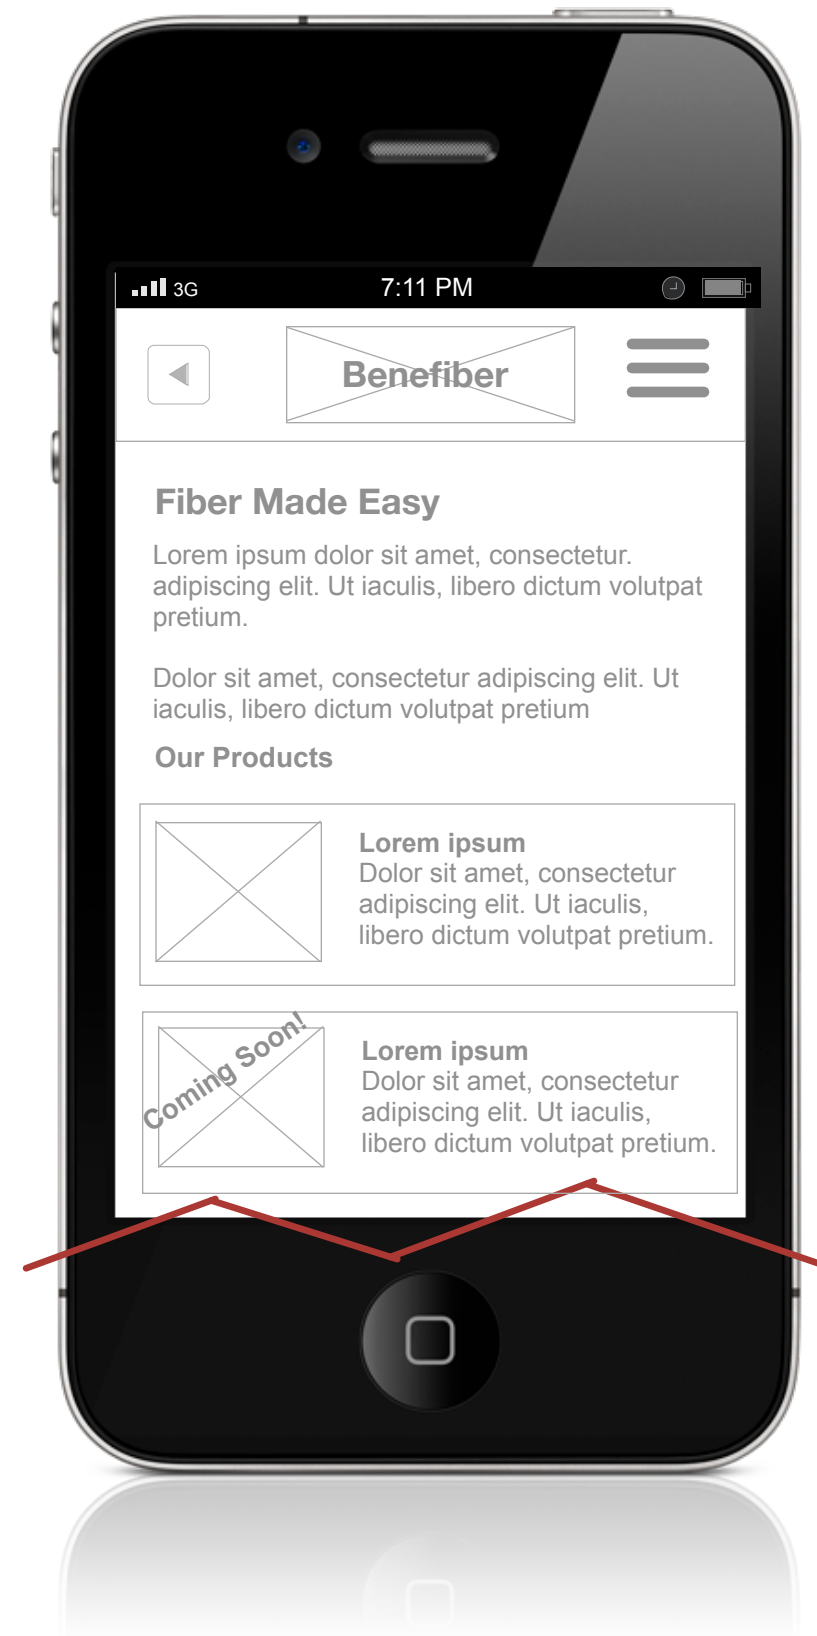 3G 7:11 PM
Benefiber
Fiber Made Easy
Lorem ipsum dolor sit amet, consectetur.
adipiscing elit. Ut iaculis, libero dictum volutpat
pretium.
Dolor sit amet, consectetur adipiscing elit. Ut
iaculis, libero dictum volutpat pretium
Our Products
Lorem ipsum
Dolor sit amet, consectetur
adipiscing elit. Ut iaculis,
libero dictum volutpat pretium.
Coming Soon!
Lorem ipsum
Dolor sit amet, consectetur
adipiscing elit. Ut iaculis,
libero dictum volutpat pretium.